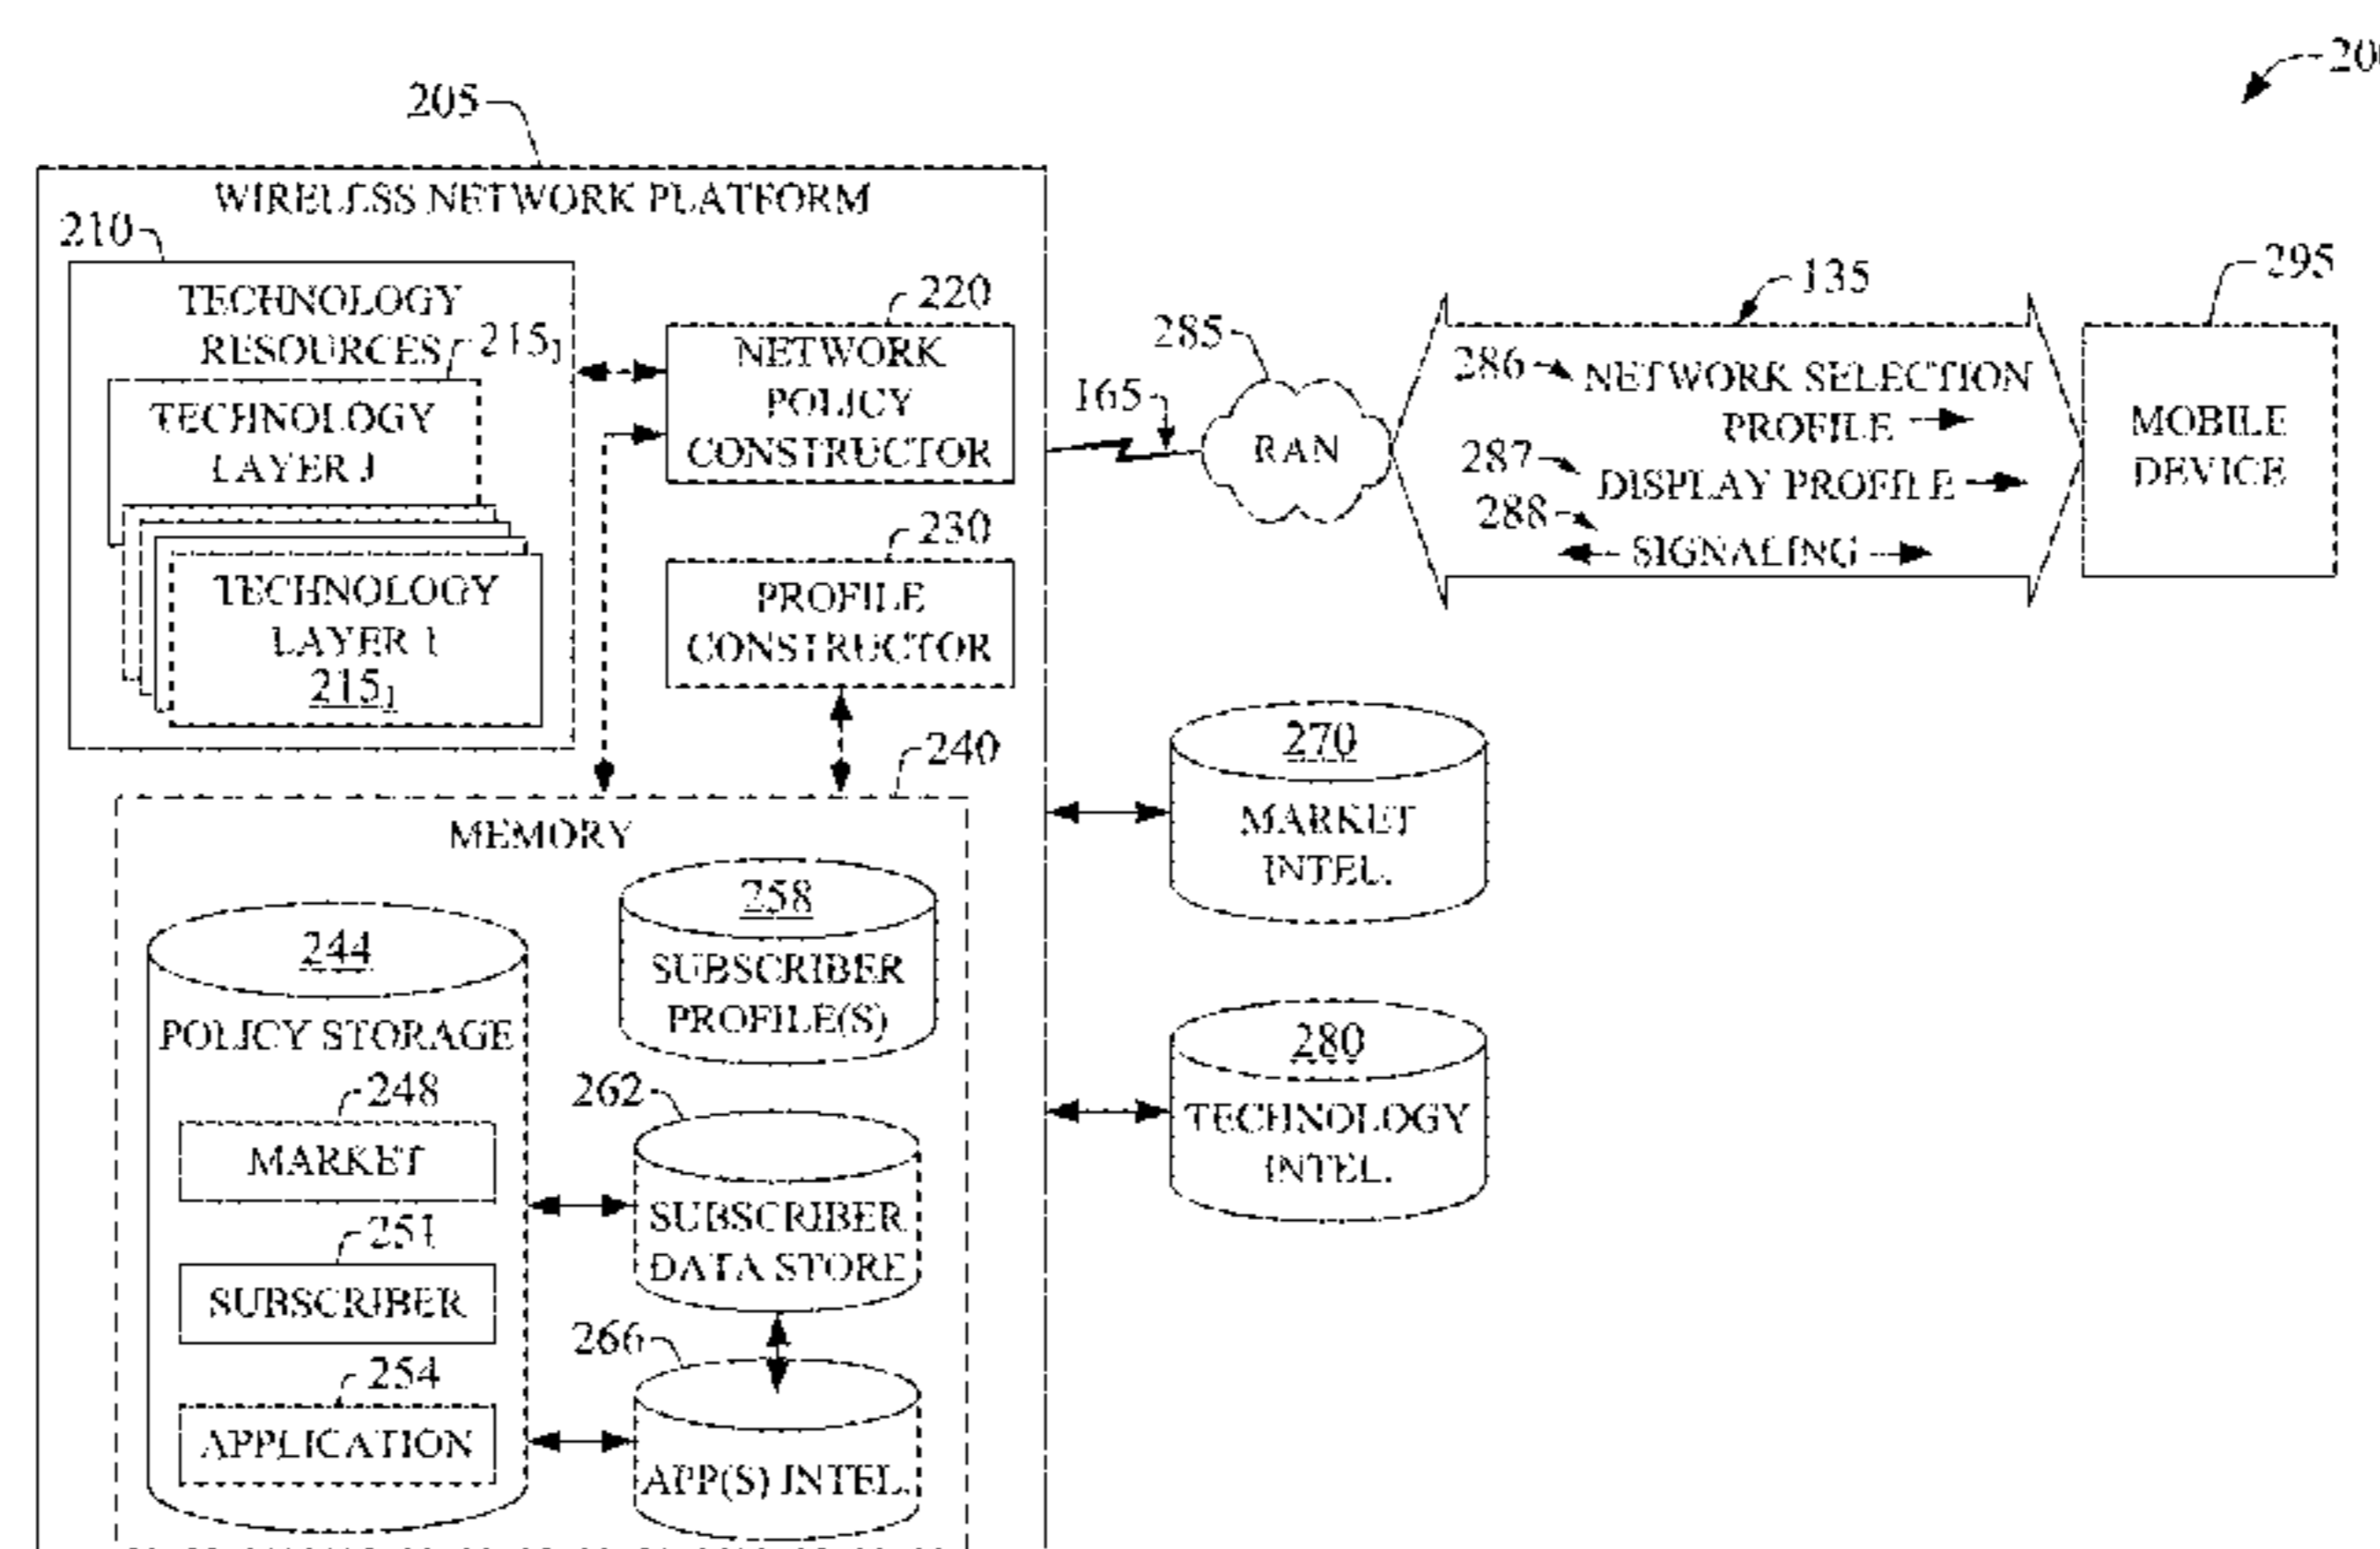 200
205
WIRELESS NETWORK PLATFORM
210
TECHNOLOGY
RESOURCES
215J
TECHNOLOGY
LAYER J
TECHNOLOGY
LAYER 1
215J
220
NETWORK
POLICY
CONSTRUCTOR
230
PROFILE
CONSTRUCTOR
165
285
RAN
135
286
NETWORK SELECTION
PROFILE
287
DISPLAY PROFILE
288
SIGNALING
295
MOBILE
DEVICE
240
MEMORY
244
POLICY STORAGE
248
MARKET
251
SUBSCRIBER
254
APPLICATION
258
SUBSCRIBER
PROFILE(S)
262
SUBSCRIBER
DATA STORE
266
APP(S) INTEL.
270
MARKET
INTEL.
280
TECHNOLOGY
INTEL.